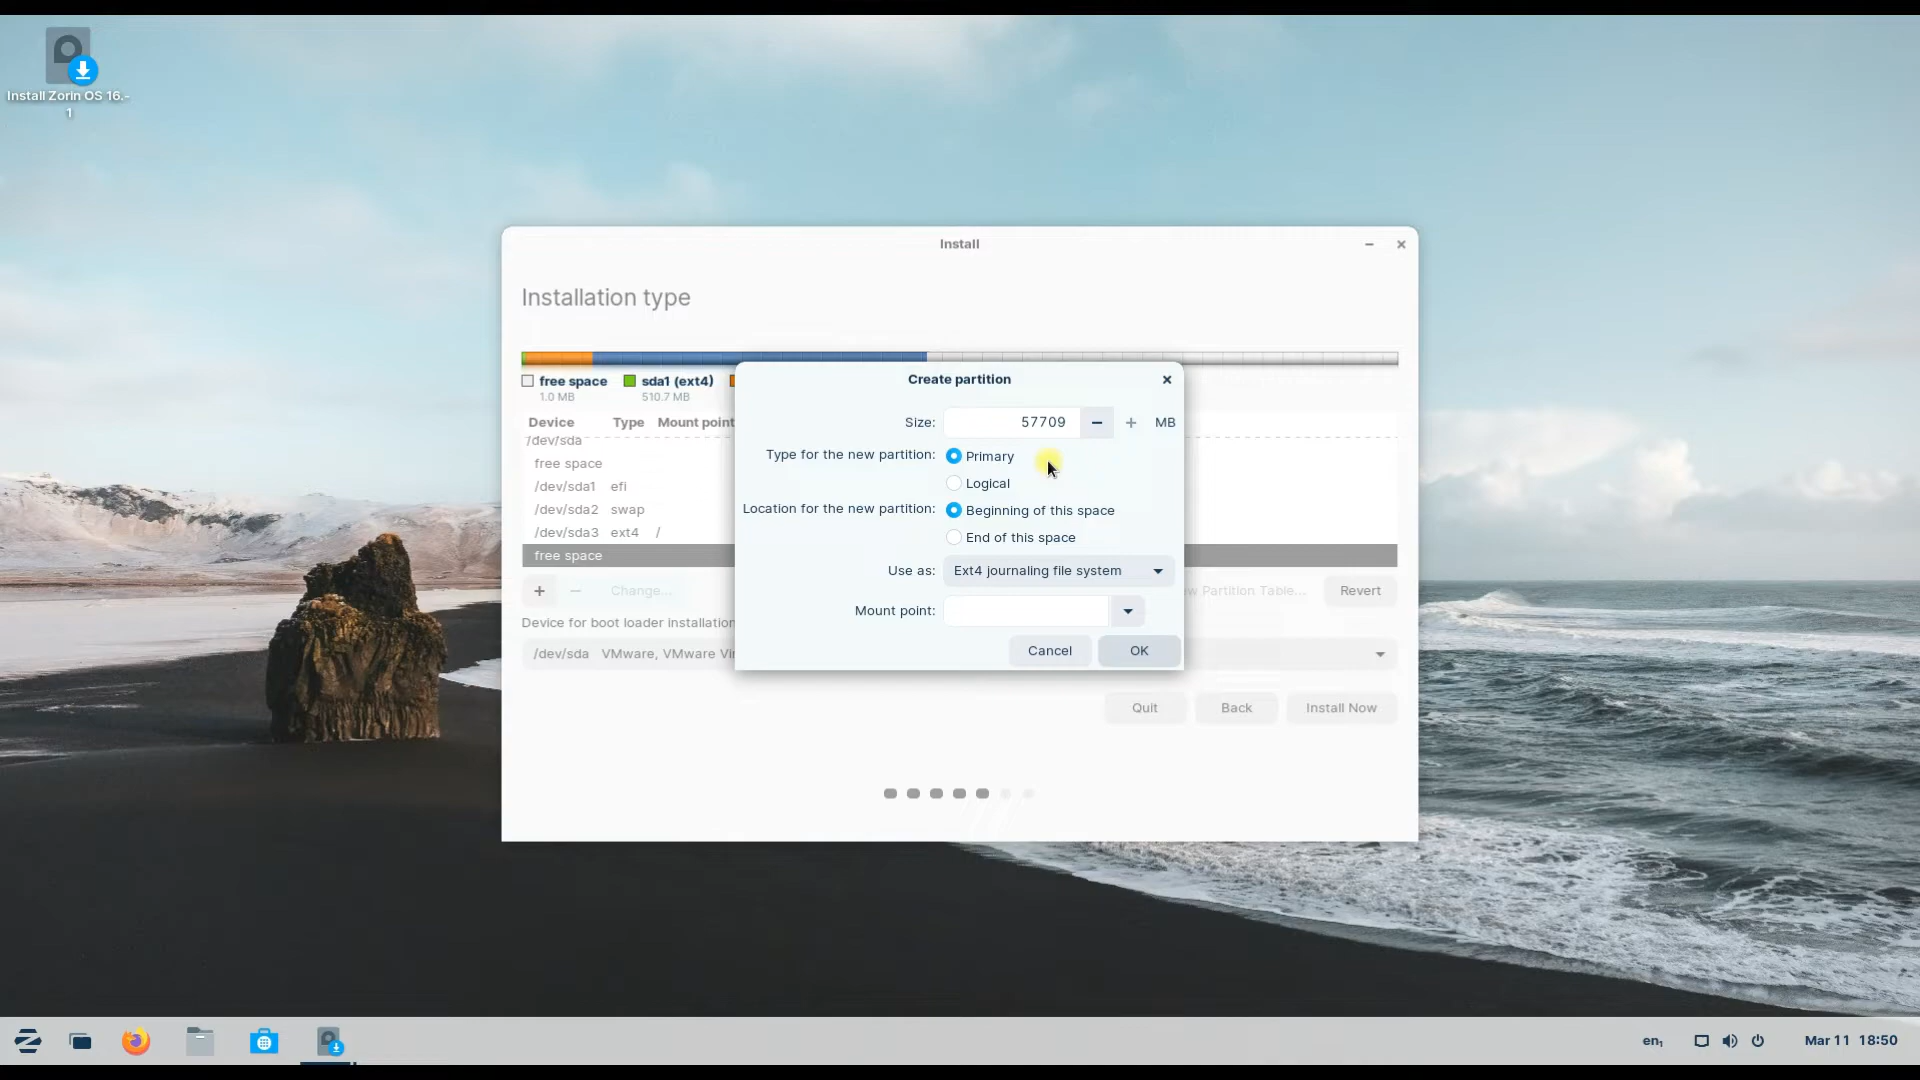 Install Zorin OS 16.-
1
Install
Installation type
free space
1.0 MB
sda1 (ext4)
510.7 MB
Device Type Mount point
/dev/sda
free space
/dev/sda1 efi
/dev/sda2 swap
/dev/sda3 ext4 /
free space
+ − Change...
w Partition Table... Revert
Device for boot loader installation
/dev/sda VMware, VMware Vir
Quit Back Install Now
Create partition
Size: 57709 − + MB
Type for the new partition: Primary
Logical
Location for the new partition: Beginning of this space
End of this space
Use as: Ext4 journaling file system
Mount point:
Cancel OK
en₁ Mar 11 18:50